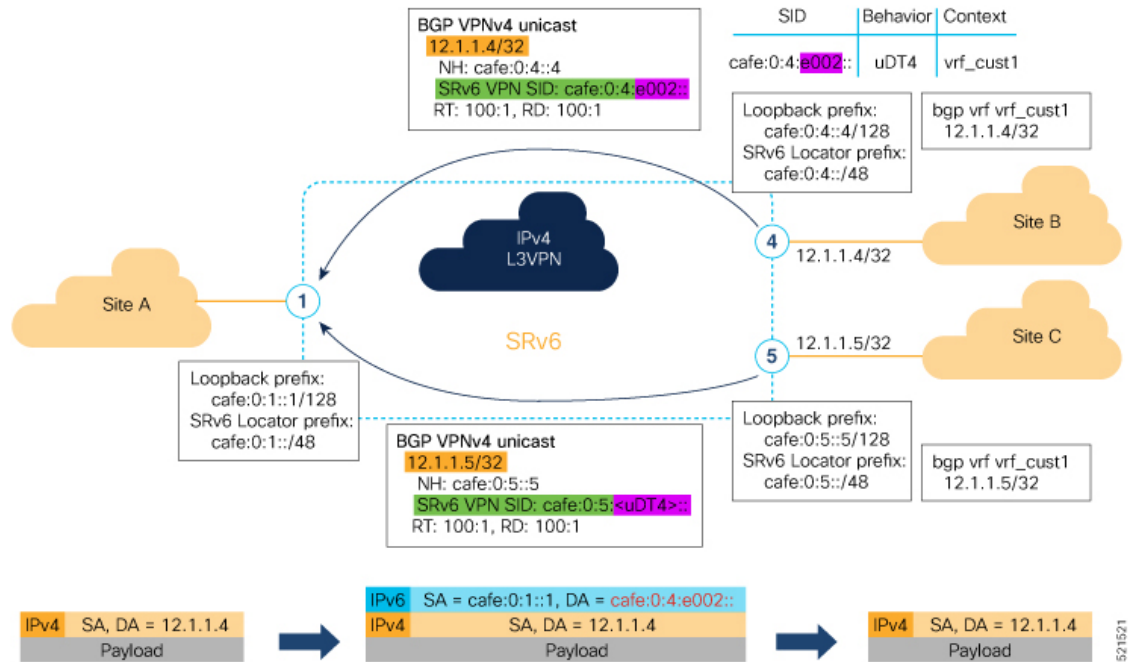 BGP VPNv4 unicast
12.1.1.4/32
NH: cafe:0:4::4
SRv6 VPN SID: cafe:0:4:e002::
RT: 100:1, RD: 100:1
SID Behavior Context
cafe:0:4:e002:: uDT4 vrf_cust1
Loopback prefix:
cafe:0:4::4/128
SRv6 Locator prefix:
cafe:0:4::/48
bgp vrf vrf_cust1
12.1.1.4/32
IPv4
L3VPN
4
12.1.1.4/32
Site B
Site A
1
SRv6
5
12.1.1.5/32
Site C
Loopback prefix:
cafe:0:1::1/128
SRv6 Locator prefix:
cafe:0:1::/48
BGP VPNv4 unicast
12.1.1.5/32
NH: cafe:0:5::5
SRv6 VPN SID: cafe:0:5:<uDT4>::
RT: 100:1, RD: 100:1
Loopback prefix:
cafe:0:5::5/128
SRv6 Locator prefix:
cafe:0:5::/48
bgp vrf vrf_cust1
12.1.1.5/32
IPv4 SA, DA = 12.1.1.4
Payload
IPv6 SA = cafe:0:1::1, DA = cafe:0:4:e002::
IPv4 SA, DA = 12.1.1.4
Payload
IPv4 SA, DA = 12.1.1.4
Payload
521521